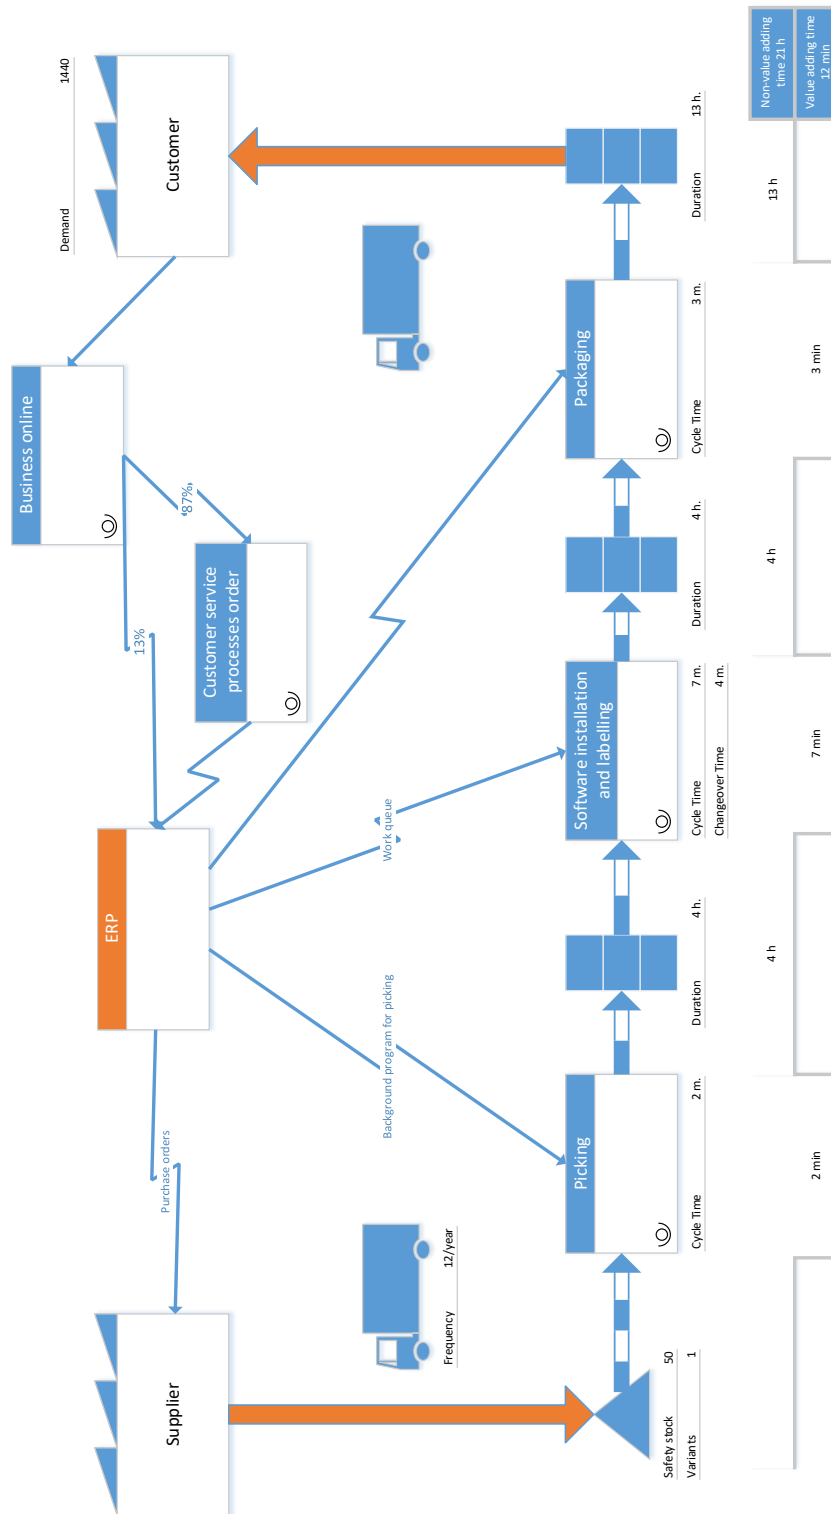 Supplier
Purchase orders
ERP
13%
Business online
87%
Customer service
processes order
Demand 1440
Customer
Frequency 12/year
Background program for picking
Work queue
Safety stock 50
Variants 1
Picking
Cycle Time 2 m.
Duration 4 h.
Software installation
and labelling
Cycle Time 7 m.
Changeover Time 4 m.
Duration 4 h.
Packaging
Cycle Time 3 m.
Duration 13 h.
2 min
4 h
7 min
4 h
3 min
13 h
Non-value adding
time 21 h
Value adding time
12 min